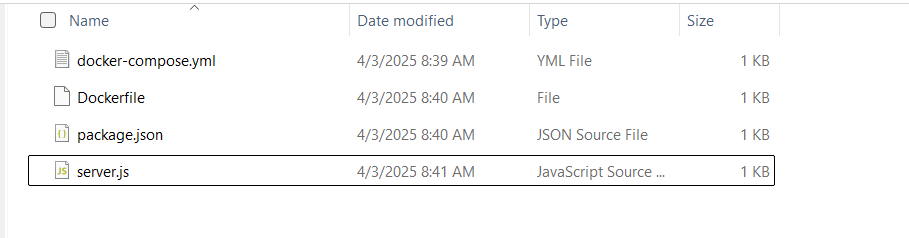 Name Date modified Type Size
docker-compose.yml 4/3/2025 8:39 AM YML File 1 KB
Dockerfile 4/3/2025 8:40 AM File 1 KB
package.json 4/3/2025 8:40 AM JSON Source File 1 KB
server.js 4/3/2025 8:41 AM JavaScript Source ... 1 KB